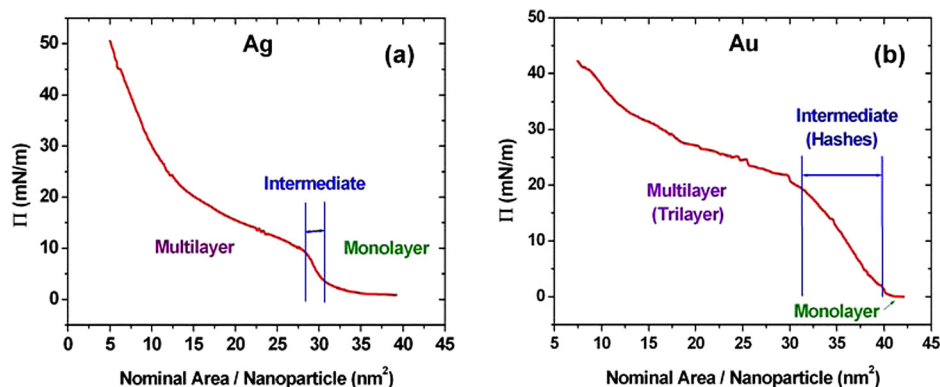 Ag
(a)
50
40
30
20
10
0
Π (mN/m)
Intermediate
Multilayer
Monolayer
0 5 10 15 20 25 30 35 40 45
Nominal Area / Nanoparticle (nm²)
Au
(b)
50
40
30
20
10
0
Π (mN/m)
Intermediate
(Hashes)
Multilayer
(Trilayer)
Monolayer
5 10 15 20 25 30 35 40 45
Nominal Area / Nanoparticle (nm²)